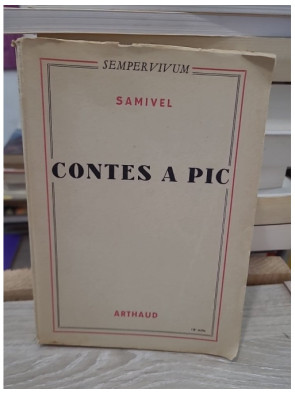 SEMPERVIVUM
SAMIVEL
CONTES A PIC
ARTHAUD